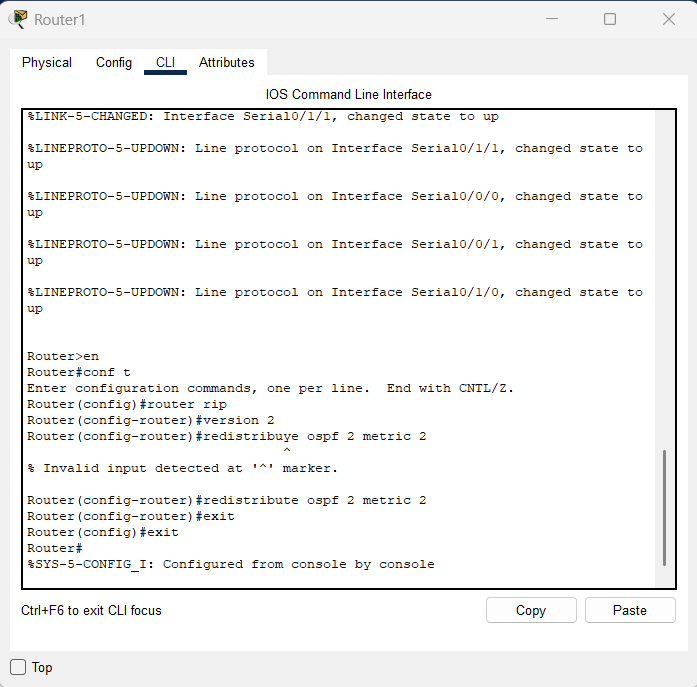 Router1
Physical Config CLI Attributes
IOS Command Line Interface
%LINK-5-CHANGED: Interface Serial0/1/1, changed state to up
%LINEPROTO-5-UPDOWN: Line protocol on Interface Serial0/1/1, changed state to
up
%LINEPROTO-5-UPDOWN: Line protocol on Interface Serial0/0/0, changed state to
up
%LINEPROTO-5-UPDOWN: Line protocol on Interface Serial0/0/1, changed state to
up
%LINEPROTO-5-UPDOWN: Line protocol on Interface Serial0/1/0, changed state to
up
Router>en
Router#conf t
Enter configuration commands, one per line.  End with CNTL/Z.
Router(config)#router rip
Router(config-router)#version 2
Router(config-router)#redistribuye ospf 2 metric 2
^
% Invalid input detected at '^' marker.
Router(config-router)#redistribute ospf 2 metric 2
Router(config-router)#exit
Router(config)#exit
Router#
%SYS-5-CONFIG_I: Configured from console by console
Ctrl+F6 to exit CLI focus
Copy Paste
Top